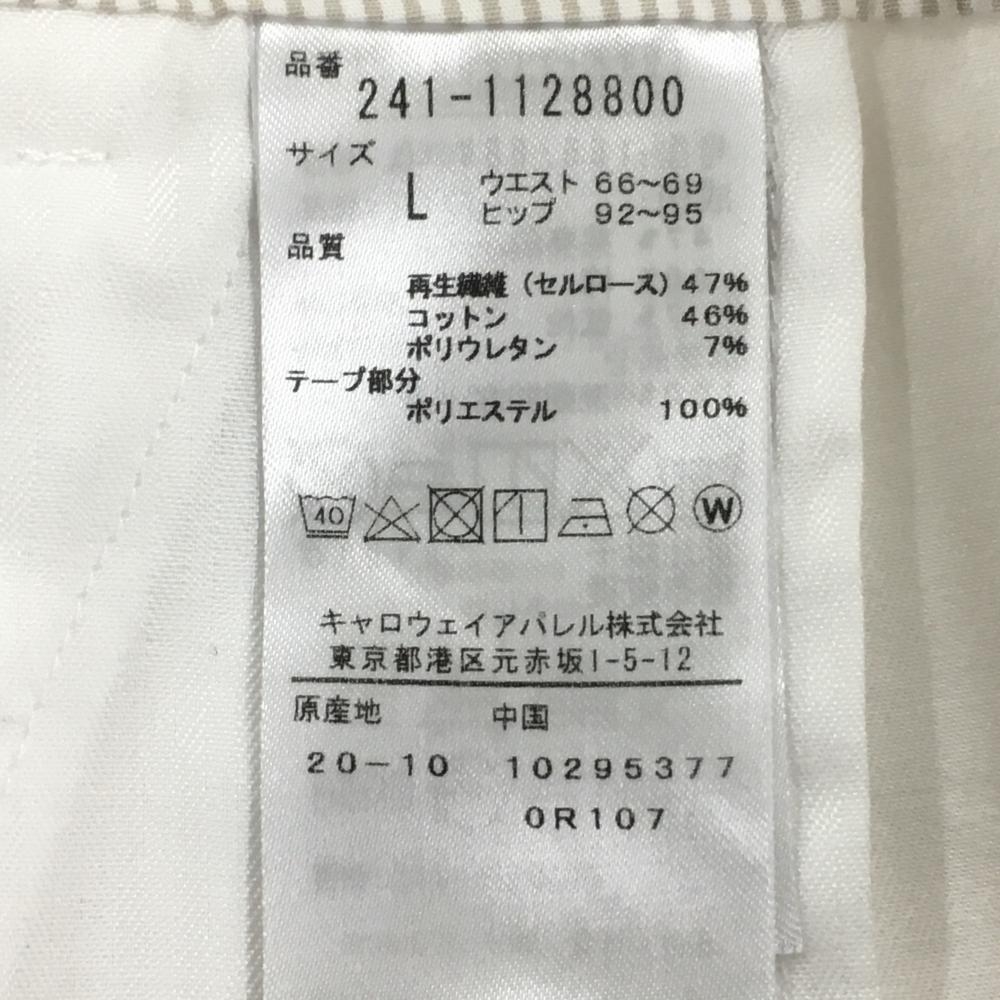 品番
241-1128800
サイズ
L ウエスト 66~69
ヒップ 92~95
品質
再生繊維(セルロース) 47%
コットン 46%
ポリウレタン 7%
テープ部分
ポリエステル 100%
40 W
キャロウェイアパレル株式会社
東京都港区元赤坂1-5-12
原産地 中国
20-10 10295377
0R107